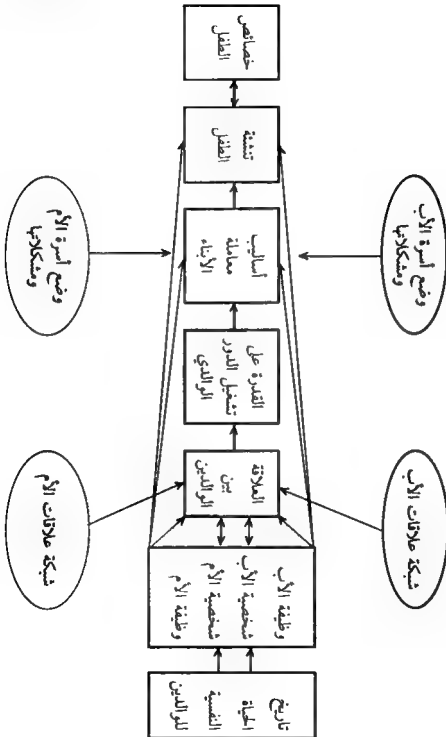 خصائص
الطفل
تنشئة
الطفل
أساليب
معاملة
الأبناء
القدرة على
تشغيل الدور
الوالدي
العلاقة
بين
الوالدين
وظيفة الأب
شخصية الأب
شخصية الأم
وظيفة الأم
تاريخ
الحياة
النفسية
للوالدين
وضع أسرة الأب
ومشكلاتها
شبكة علاقات الأب
وضع أسرة الأم
ومشكلاتها
شبكة علاقات الأم